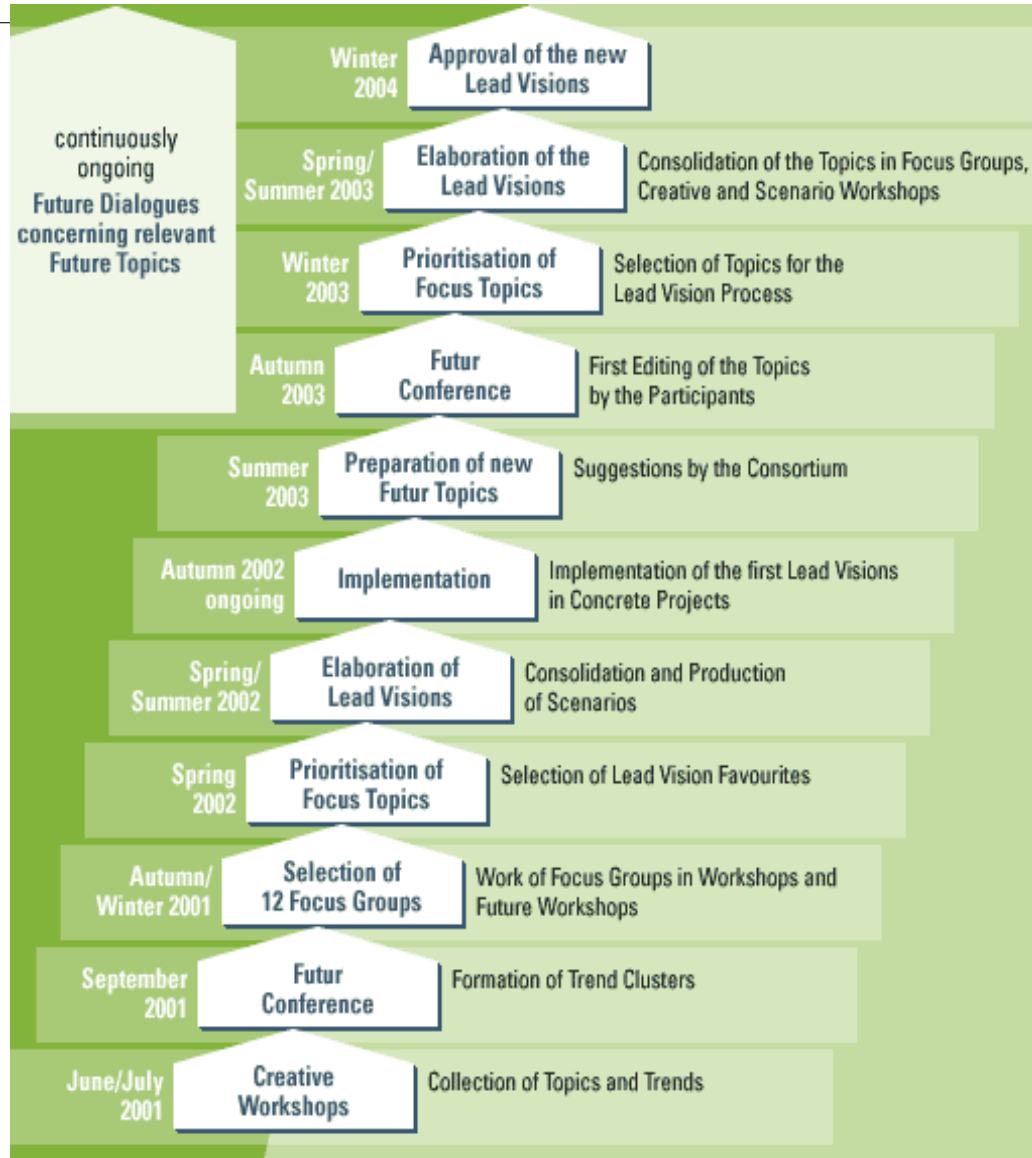 continuously
ongoing
Future Dialogues
concerning relevant
Future Topics
Winter
2004
Approval of the new
Lead Visions
Spring/
Summer 2003
Elaboration of the
Lead Visions
Consolidation of the Topics in Focus Groups,
Creative and Scenario Workshops
Winter
2003
Prioritisation of
Focus Topics
Selection of Topics for the
Lead Vision Process
Autumn
2003
Futur
Conference
First Editing of the Topics
by the Participants
Summer
2003
Preparation of new
Futur Topics
Suggestions by the Consortium
Autumn 2002
ongoing
Implementation
Implementation of the first Lead Visions
in Concrete Projects
Spring/
Summer 2002
Elaboration of
Lead Visions
Consolidation and Production
of Scenarios
Spring
2002
Prioritisation of
Focus Topics
Selection of Lead Vision Favourites
Autumn/
Winter 2001
Selection of
12 Focus Groups
Work of Focus Groups in Workshops and
Future Workshops
September
2001
Futur
Conference
Formation of Trend Clusters
June/July
2001
Creative
Workshops
Collection of Topics and Trends